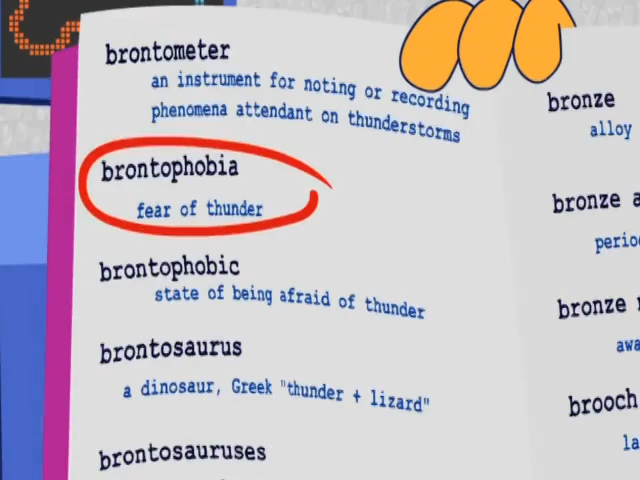 brontometer
an instrument for noting or recording
phenomena attendant on thunderstorms
brontophobia
fear of thunder
brontophobic
state of being afraid of thunder
brontosaurus
a dinosaur, Greek "thunder + lizard"
brontosauruses
bronze
alloy
bronze a
perio
bronze
awa
brooch
la